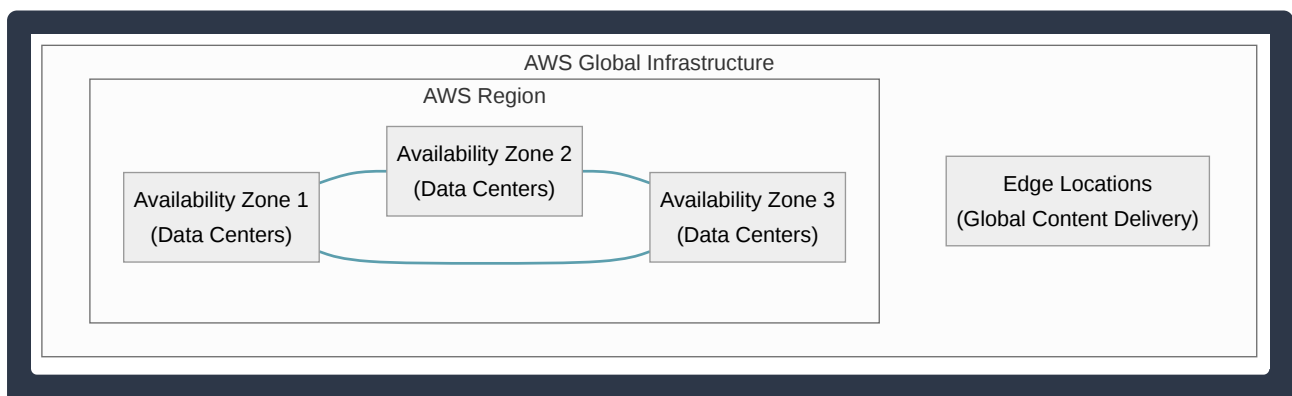 AWS Global Infrastructure
AWS Region
Availability Zone 1
(Data Centers)
Availability Zone 2
(Data Centers)
Availability Zone 3
(Data Centers)
Edge Locations
(Global Content Delivery)